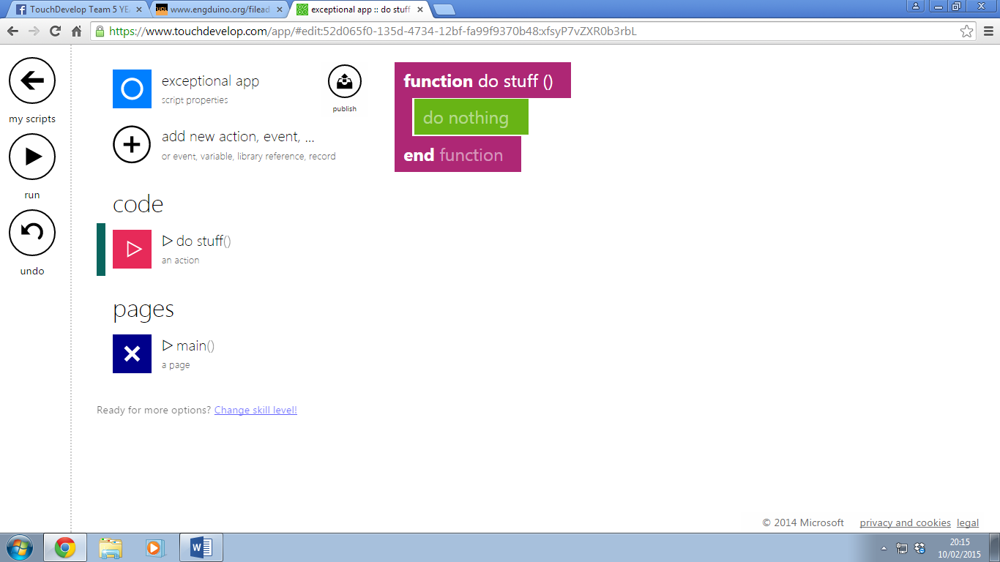 TouchDevelop Team 5 YE
www.engduino.org/filead
exceptional app :: do stuff
https://www.touchdevelop.com/app/#edit:52d065f0-135d-4734-12bf-fa99f9370b48:xfsyP7vZXR0b3rbL
my scripts
run
undo
exceptional app
script properties
publish
add new action, event, ...
or event, variable, library reference, record
code
do stuff()
an action
pages
main()
a page
Ready for more options? Change skill level!
function do stuff ()
do nothing
end function
© 2014 Microsoft privacy and cookies legal
20:15
10/02/2015